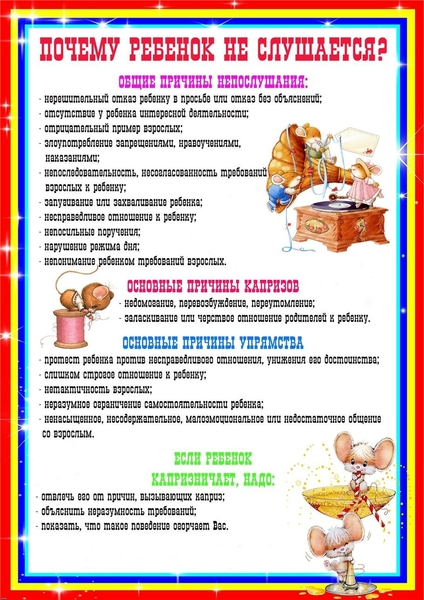 ПОЧЕМУ РЕБЕНОК НЕ СЛУШАЕТСЯ?
ОБЩИЕ ПРИЧИНЫ НЕПОСЛУШАНИЯ:
- нерешительный отказ ребенку в просьбе или отказ без объяснений;
- отсутствие у ребенка интересной деятельности;
- отрицательный пример взрослых;
- злоупотребление запрещениями, нравоучениями,
наказаниями;
- непоследовательность, несогласованность требований
взрослых к ребенку;
- запугивание или захваливание ребенка;
- несправедливое отношение к ребенку;
- непосильные поручения;
- нарушение режима дня;
- непонимание ребенком требований взрослых.
ОСНОВНЫЕ ПРИЧИНЫ КАПРИЗОВ
- недомование, перевозбуждение, переутомление;
- заласкивание или черствое отношение родителей к ребенку.
ОСНОВНЫЕ ПРИЧИНЫ УПРЯМСТВА
- протест ребенка против несправедливого отношения, унижения его достоинства;
- слишком строгое отношение к ребенку;
- нетактичность взрослых;
- неразумное ограничение самостоятельности ребенка;
- ненасыщенное, несодержательное, малоэмоциональное или недостаточное общение
со взрослым.
ЕСЛИ РЕБЕНОК
КАПРИЗНИЧАЕТ, НАДО:
- отвлечь его от причин, вызывающих каприз;
- объяснить неразумность требований;
- показать, что такое поведение огорчает Вас.